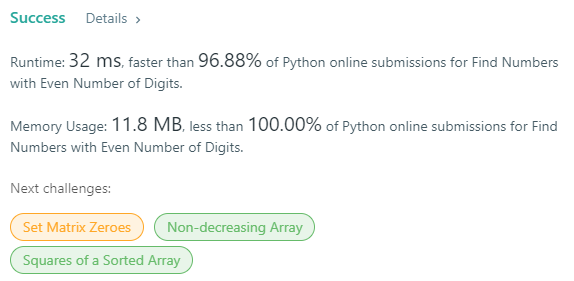 Success Details >
Runtime: 32 ms, faster than 96.88% of Python online submissions for Find Numbers
with Even Number of Digits.
Memory Usage: 11.8 MB, less than 100.00% of Python online submissions for Find
Numbers with Even Number of Digits.
Next challenges:
Set Matrix Zeroes Non-decreasing Array
Squares of a Sorted Array